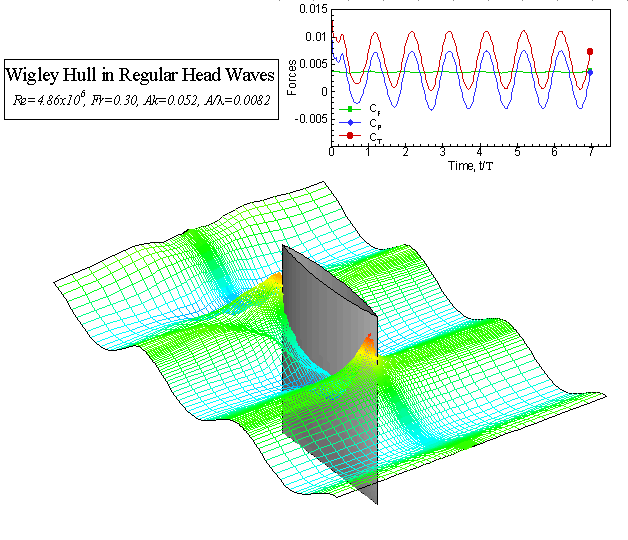 Wigley Hull in Regular Head Waves
Re=4.86x10^6, Fr=0.30, Ak=0.052, A/λ=0.0082
Forces
0.015
0.01
0.005
0
-0.005
C_F
C_P
C_T
0 1 2 3 4 5 6 7
Time, t/T